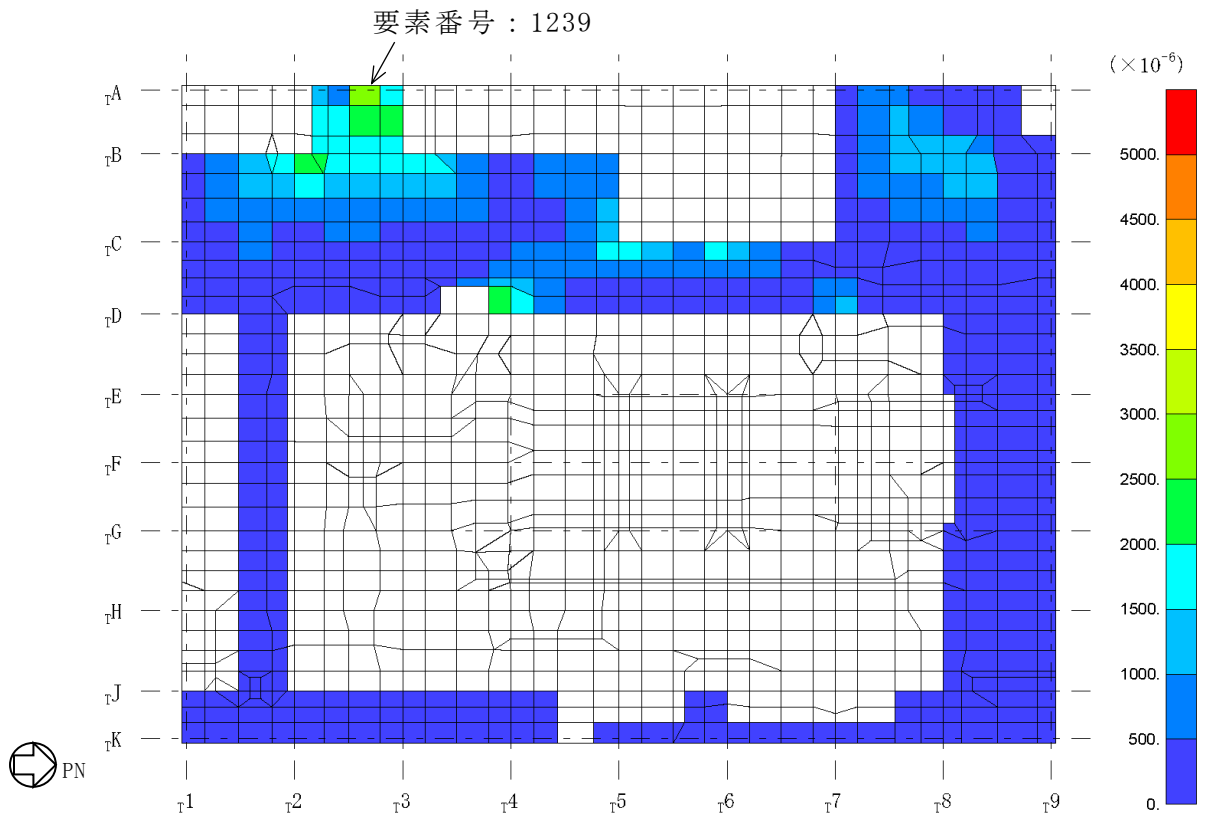 要素番号：1239
(×10⁻⁶)
TA
TB
TC
TD
TE
TF
TG
TH
TJ
TK
5000.
4500.
4000.
3500.
3000.
2500.
2000.
1500.
1000.
500.
0.
PN
T1 T2 T3 T4 T5 T6 T7 T8 T9